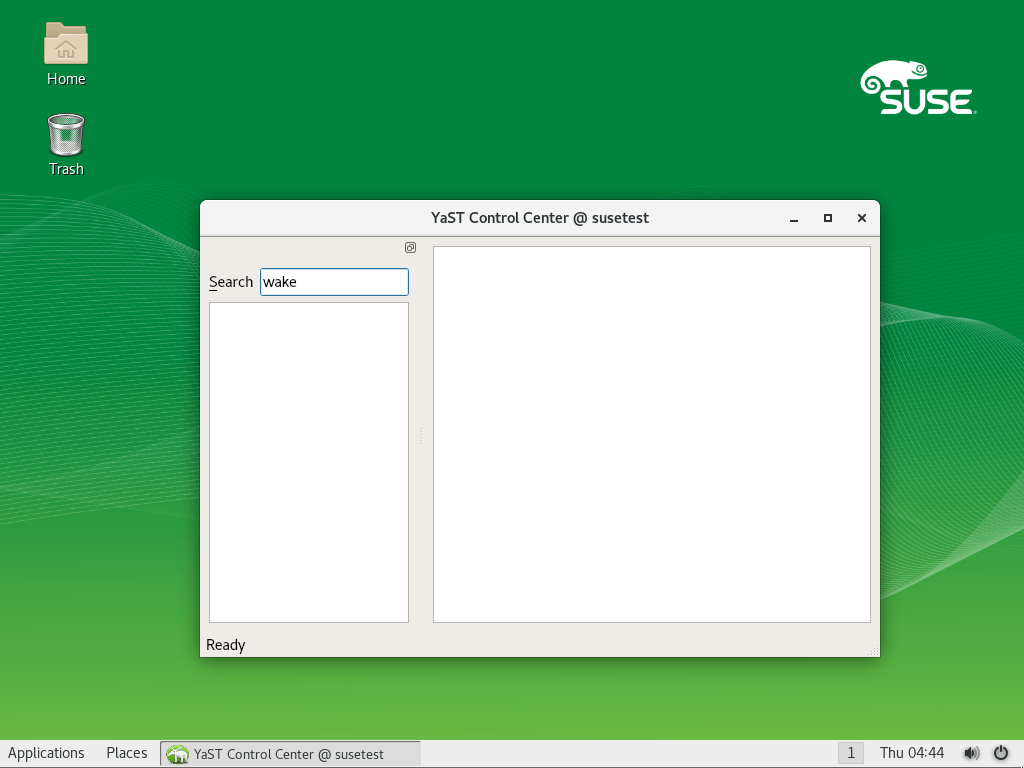 Home
Trash
SUSE
YaST Control Center @ susetest
Search wake
Ready
Applications Places YaST Control Center @ susetest 1 Thu 04:44